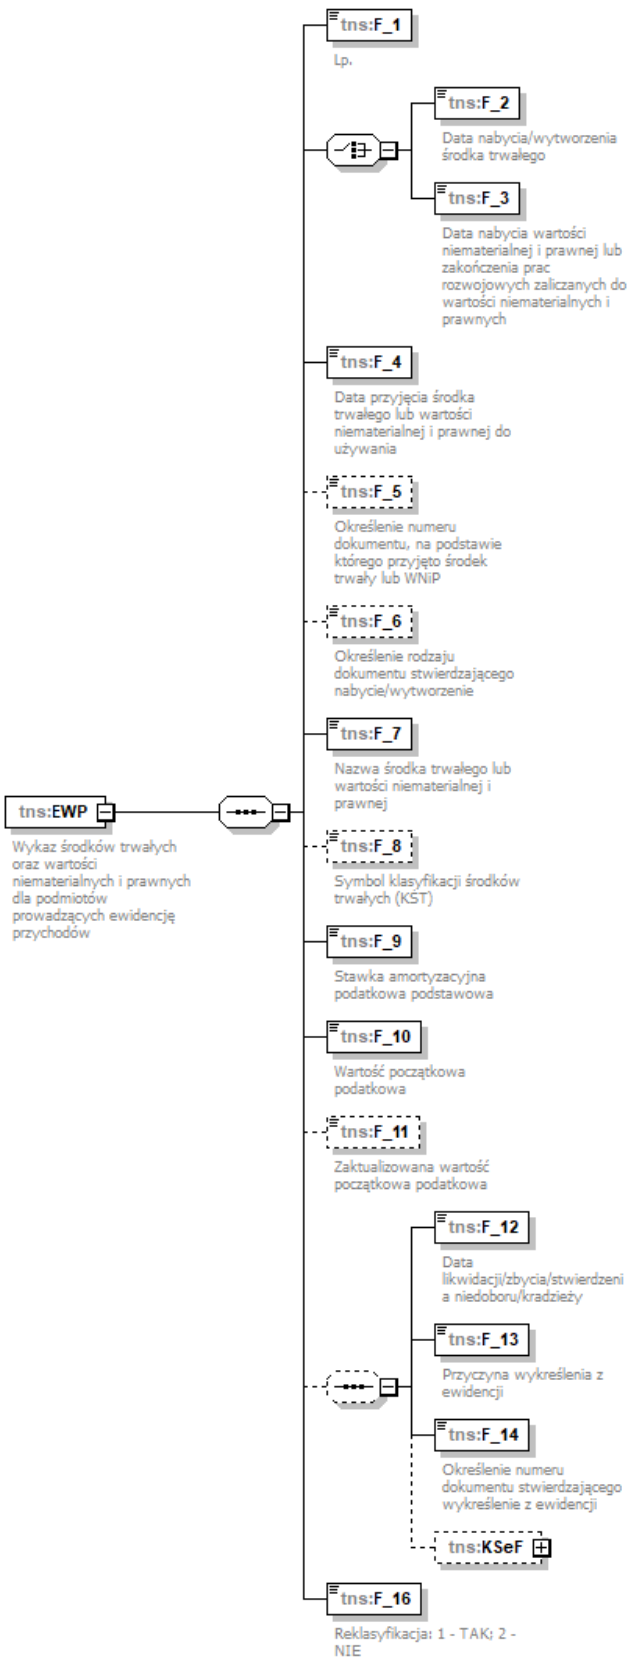 tns:F_1
Lp.
tns:F_2
Data nabycia/wytworzenia
środka trwałego
tns:F_3
Data nabycia wartości
niematerialnej i prawnej lub
zakończenia prac
rozwojowych zaliczanych do
wartości niematerialnych i
prawnych
tns:F_4
Data przyjęcia środka
trwałego lub wartości
niematerialnej i prawnej do
używania
tns:F_5
Określenie numeru
dokumentu, na podstawie
którego przyjęto środek
trwały lub WNiP
tns:F_6
Określenie rodzaju
dokumentu stwierdzającego
nabycie/wytworzenie
tns:F_7
Nazwa środka trwałego lub
wartości niematerialnej i
prawnej
tns:EWP
Wykaz środków trwałych
oraz wartości
niematerialnych i prawnych
dla podmiotów
prowadzących ewidencję
przychodów
tns:F_8
Symbol klasyfikacji środków
trwałych (KŚT)
tns:F_9
Stawka amortyzacyjna
podatkowa podstawowa
tns:F_10
Wartość początkowa
podatkowa
tns:F_11
Zaktualizowana wartość
początkowa podatkowa
tns:F_12
Data
likwidacji/zbycia/stwierdzeni
a niedoboru/kradzieży
tns:F_13
Przyczyna wykreślenia z
ewidencji
tns:F_14
Określenie numeru
dokumentu stwierdzającego
wykreślenie z ewidencji
tns:KSeF
tns:F_16
Reklasyfikacja: 1 - TAK; 2 -
NIE